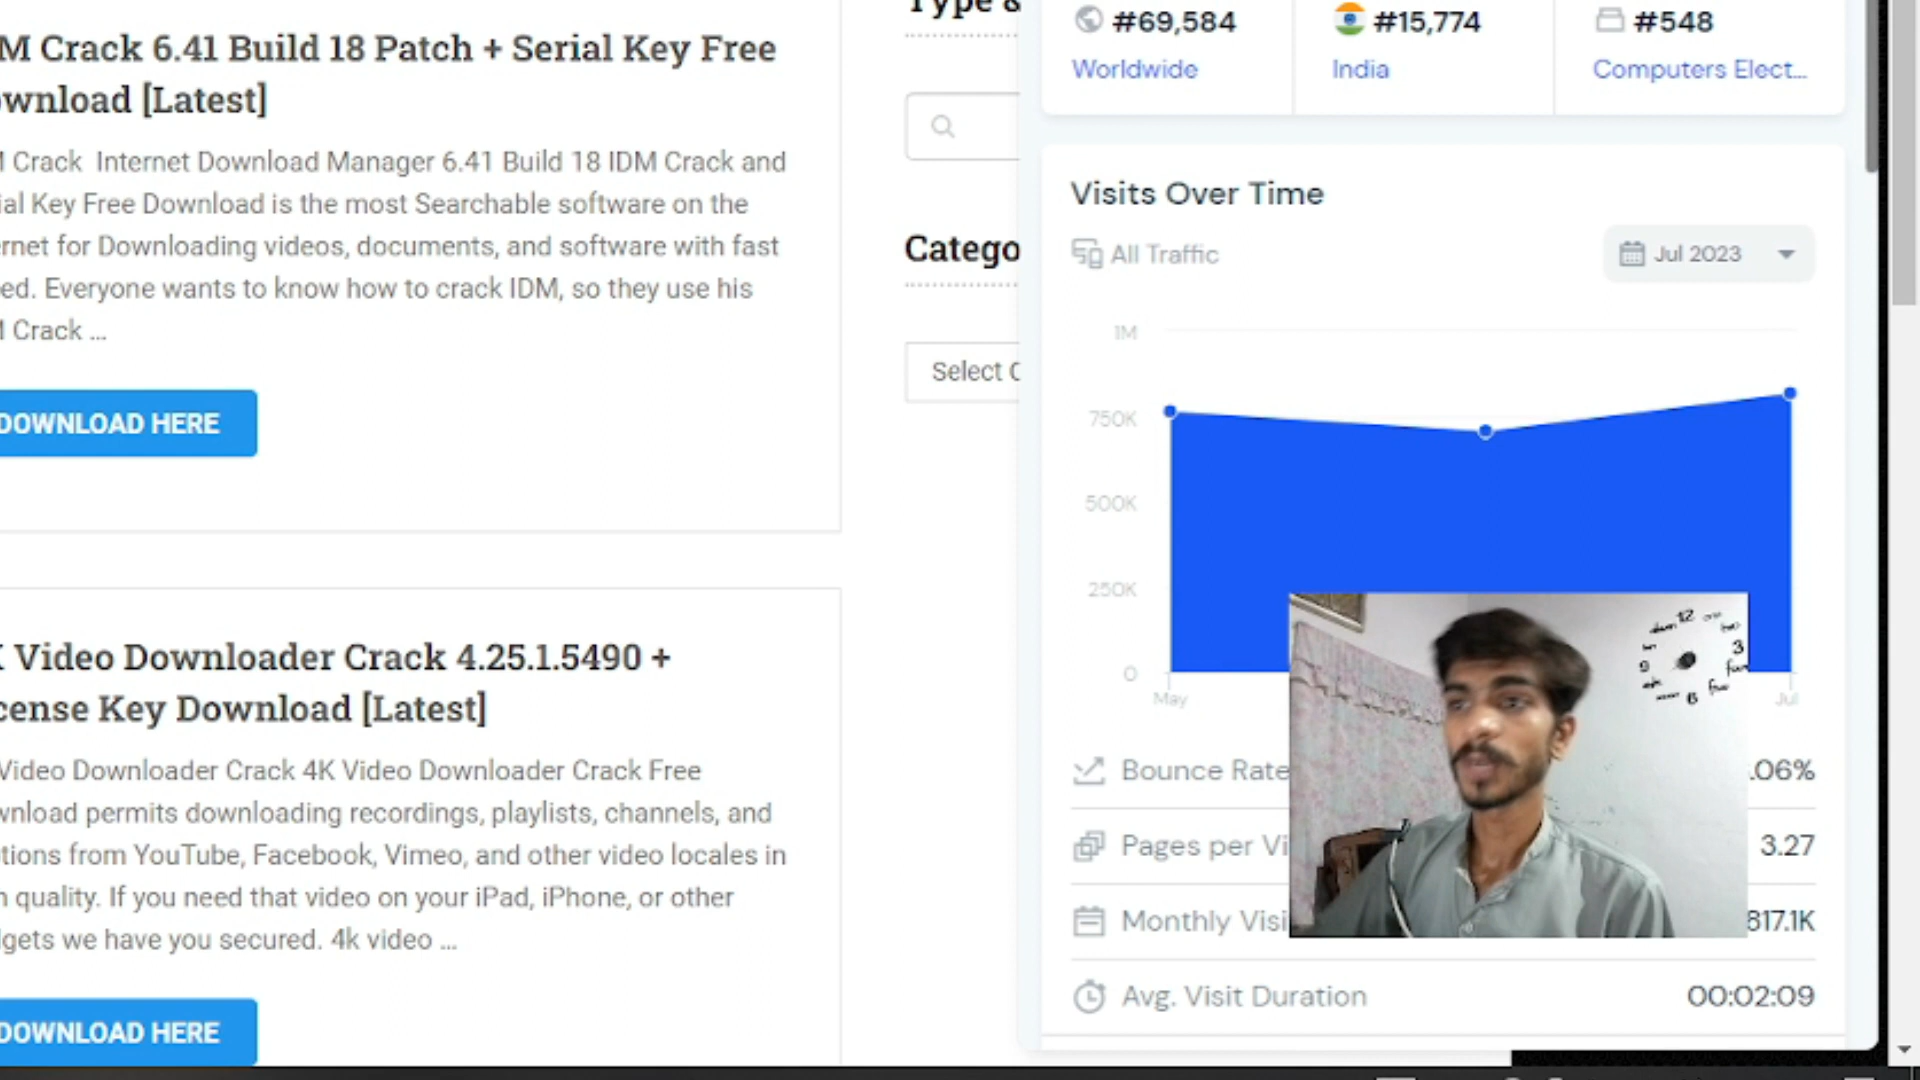 Type &
M Crack 6.41 Build 18 Patch + Serial Key Free
ownload [Latest]
Crack Internet Download Manager 6.41 Build 18 IDM Crack and
ial Key Free Download is the most Searchable software on the
ernet for Downloading videos, documents, and software with fast
ed. Everyone wants to know how to crack IDM, so they use his
Crack ...
DOWNLOAD HERE
Video Downloader Crack 4.25.1.5490 +
cense Key Download [Latest]
Video Downloader Crack 4K Video Downloader Crack Free
wnload permits downloading recordings, playlists, channels, and
tions from YouTube, Facebook, Vimeo, and other video locales in
quality. If you need that video on your iPad, iPhone, or other
lgets we have you secured. 4k video ...
DOWNLOAD HERE
Catego
Select C
#69,584
Worldwide
#15,774
India
#548
Computers Elect...
Visits Over Time
All Traffic
Jul 2023
1M
750K
500K
250K
0
May
Jul
Bounce Rate
.06%
Pages per Vi
3.27
Monthly Visi
817.1K
Avg. Visit Duration
00:02:09
12
3
6
9